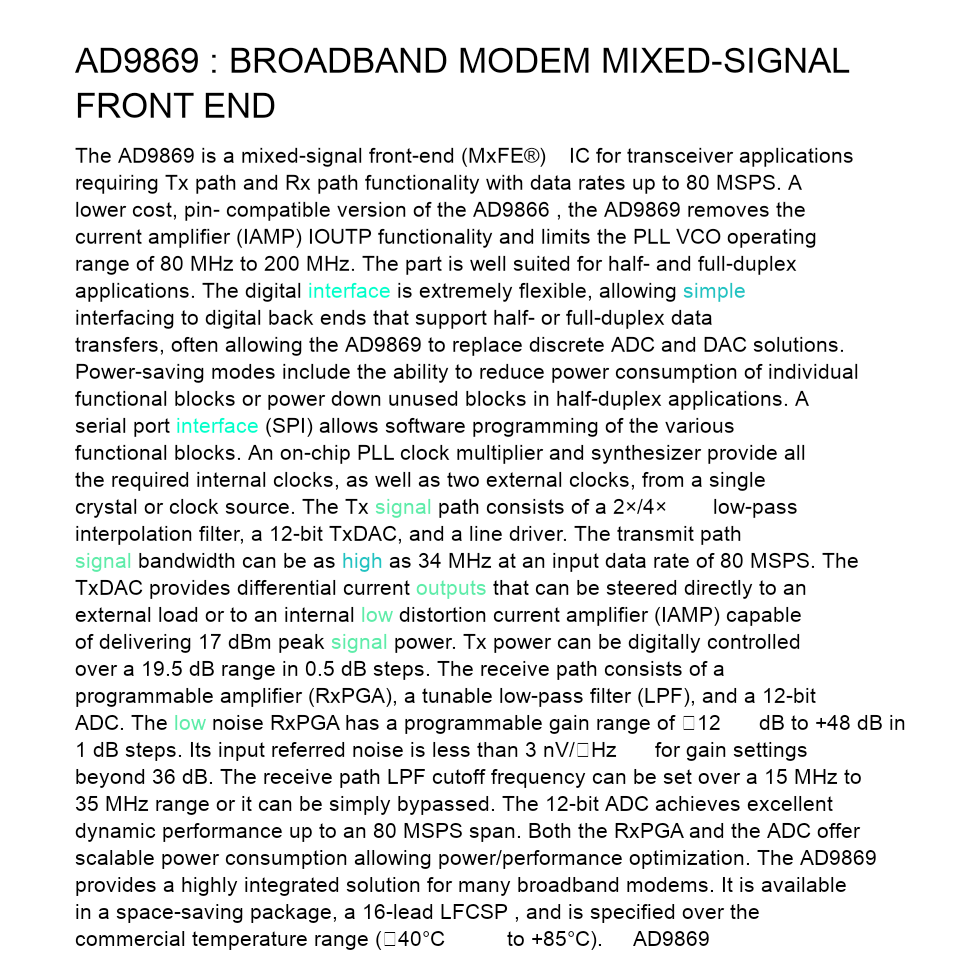 AD9869 : BROADBAND MODEM MIXED-SIGNAL
FRONT END
The AD9869 is a mixed-signal front-end (MxFE®) IC for transceiver applications
requiring Tx path and Rx path functionality with data rates up to 80 MSPS. A
lower cost, pin- compatible version of the AD9866 , the AD9869 removes the
current amplifier (IAMP) IOUTP functionality and limits the PLL VCO operating
range of 80 MHz to 200 MHz. The part is well suited for half- and full-duplex
applications. The digital interface is extremely flexible, allowing simple
interfacing to digital back ends that support half- or full-duplex data
transfers, often allowing the AD9869 to replace discrete ADC and DAC solutions.
Power-saving modes include the ability to reduce power consumption of individual
functional blocks or power down unused blocks in half-duplex applications. A
serial port interface (SPI) allows software programming of the various
functional blocks. An on-chip PLL clock multiplier and synthesizer provide all
the required internal clocks, as well as two external clocks, from a single
crystal or clock source. The Tx signal path consists of a 2×/4× low-pass
interpolation filter, a 12-bit TxDAC, and a line driver. The transmit path
signal bandwidth can be as high as 34 MHz at an input data rate of 80 MSPS. The
TxDAC provides differential current outputs that can be steered directly to an
external load or to an internal low distortion current amplifier (IAMP) capable
of delivering 17 dBm peak signal power. Tx power can be digitally controlled
over a 19.5 dB range in 0.5 dB steps. The receive path consists of a
programmable amplifier (RxPGA), a tunable low-pass filter (LPF), and a 12-bit
ADC. The low noise RxPGA has a programmable gain range of □12 dB to +48 dB in
1 dB steps. Its input referred noise is less than 3 nV/□Hz for gain settings
beyond 36 dB. The receive path LPF cutoff frequency can be set over a 15 MHz to
35 MHz range or it can be simply bypassed. The 12-bit ADC achieves excellent
dynamic performance up to an 80 MSPS span. Both the RxPGA and the ADC offer
scalable power consumption allowing power/performance optimization. The AD9869
provides a highly integrated solution for many broadband modems. It is available
in a space-saving package, a 16-lead LFCSP , and is specified over the
commercial temperature range (□40°C to +85°C). AD9869